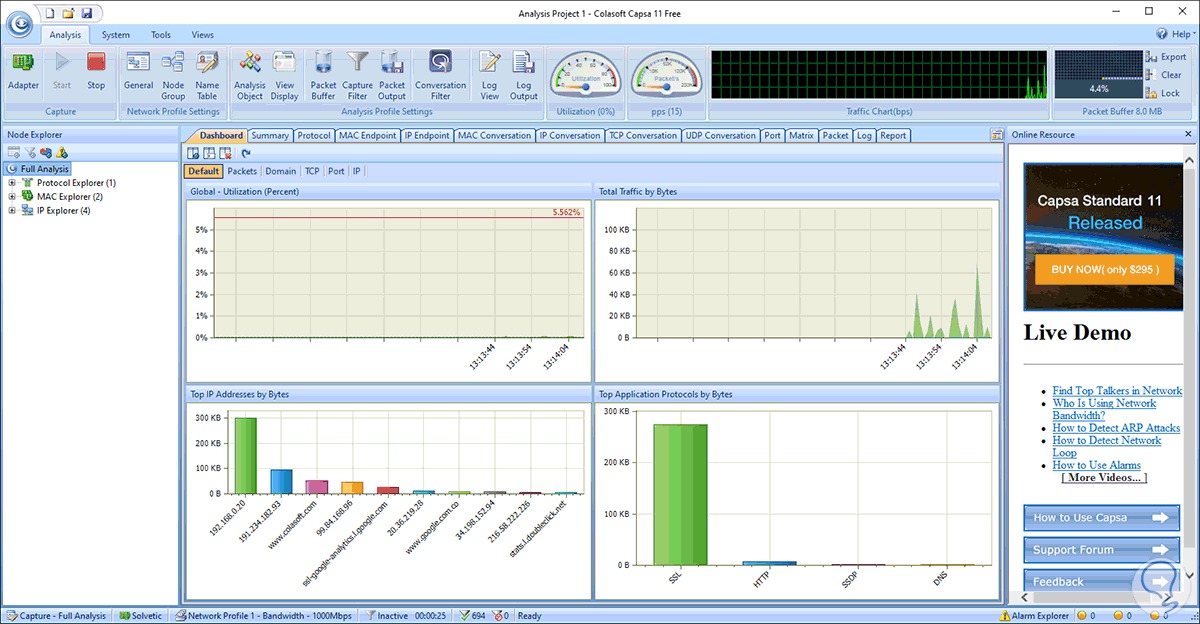 Analysis Project 1 - Colasoft Capsa 11 Free
Analysis System Tools Views Help
Adapter Start Stop General Node Group Name Table Analysis Object View Display Packet Buffer Capture Filter Packet Output Conversation Filter Log View Log Output
Utilization
Packet/s
4.4%
Export
Clear
Lock
Capture Network Profile Settings Analysis Profile Settings Utilization (0%) pps (15) Traffic Chart(bps) Packet Buffer 8.0 MB
Node Explorer
Full Analysis
Protocol Explorer (1)
MAC Explorer (2)
IP Explorer (4)
Dashboard Summary Protocol MAC Endpoint IP Endpoint MAC Conversation IP Conversation TCP Conversation UDP Conversation Port Matrix Packet Log Report
Default Packets Domain TCP Port IP
Global - Utilization (Percent)
5.562%
5%
4%
3%
2%
1%
0%
13:13:44 13:13:54 13:14:04
Total Traffic by Bytes
100 KB
80 KB
60 KB
40 KB
20 KB
0 B
13:13:44 13:13:54 13:14:04
Top IP Addresses by Bytes
300 KB
200 KB
100 KB
0 B
192.168.0.20 191.234.182.93 www.colasoft.com 99.84.168.96 ssl-google-analytics.l.google.com 20.36.219.28 www.google.com.co 34.198.152.94 216.58.222.226 stats.l.doubleclick.net
Top Application Protocols by Bytes
300 KB
200 KB
100 KB
0 B
SSL HTTP SSDP DNS
Online Resource
Capsa Standard 11
Released
BUY NOW( only $295 )
Live Demo
Find Top Talkers in Network
Who Is Using Network
Bandwidth?
How to Detect ARP Attacks
How to Detect Network
Loop
How to Use Alarms
[ More Videos... ]
How to Use Capsa
Support Forum
Feedback
Capture - Full Analysis Solvetic Network Profile 1 - Bandwidth - 1000Mbps Inactive 00:00:25 694 0 Ready Alarm Explorer 0 0 0